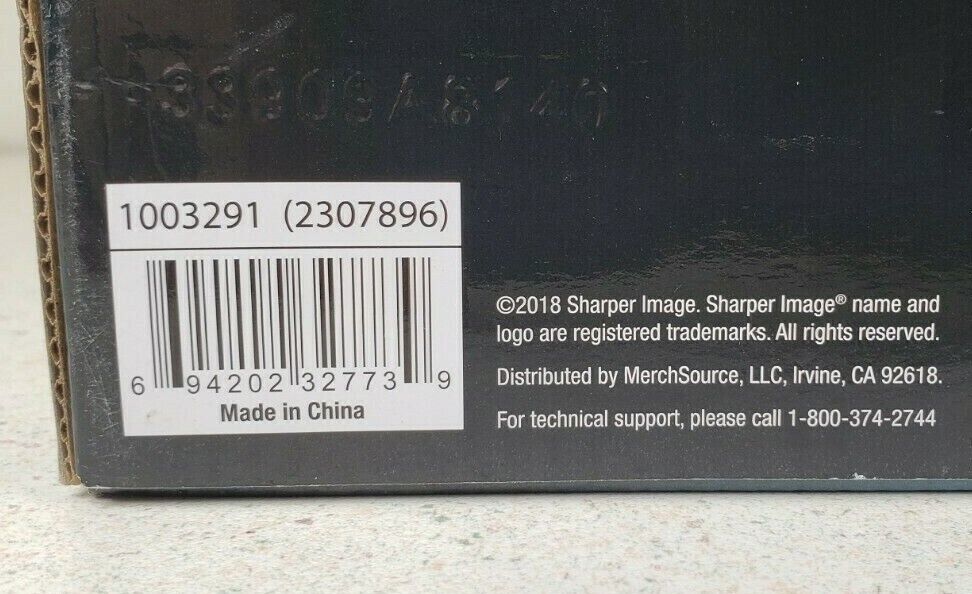 1003291 (2307896)
6 94202 32773 9
Made in China
©2018 Sharper Image. Sharper Image® name and
logo are registered trademarks. All rights reserved.
Distributed by MerchSource, LLC, Irvine, CA 92618.
For technical support, please call 1-800-374-2744